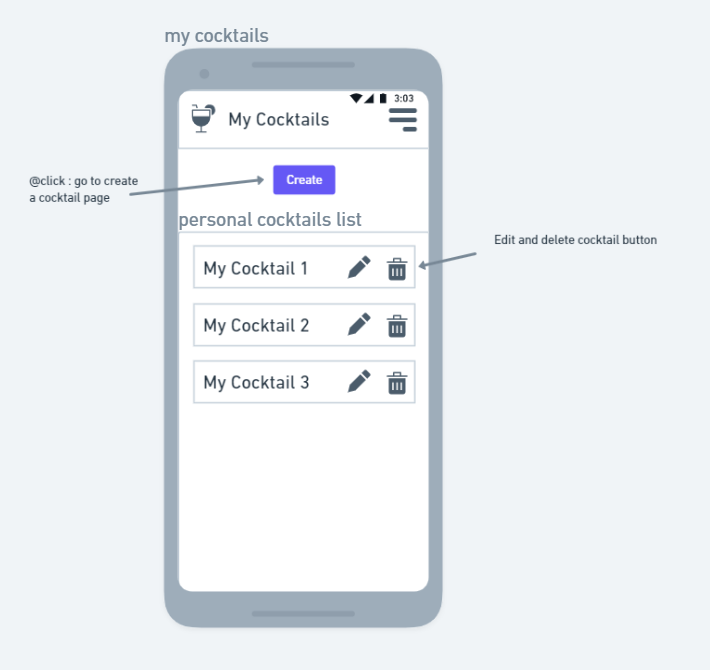 my cocktails
3:03
My Cocktails
@click : go to create
a cocktail page
Create
personal cocktails list
Edit and delete cocktail button
My Cocktail 1
My Cocktail 2
My Cocktail 3